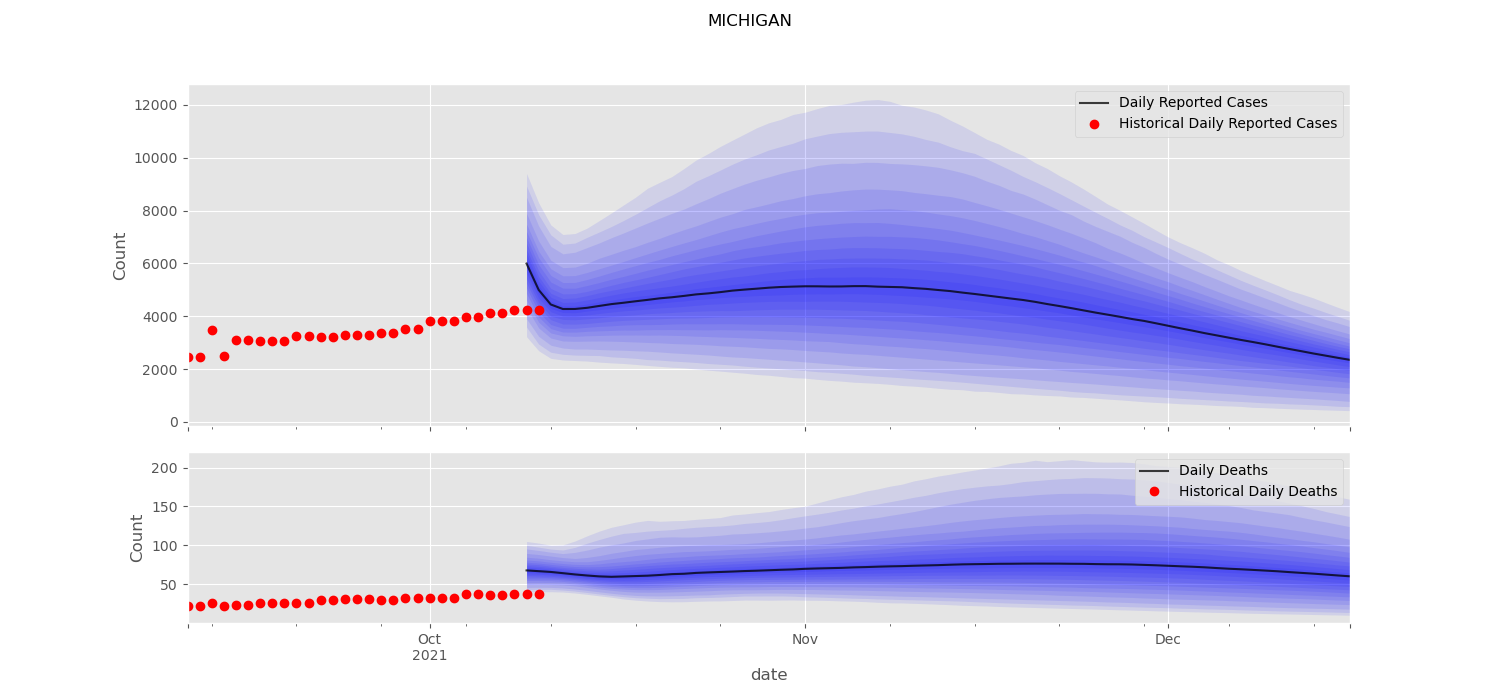 MICHIGAN
12000
10000
8000
6000
4000
2000
0
Count
Daily Reported Cases
Historical Daily Reported Cases
200
150
100
50
Count
Daily Deaths
Historical Daily Deaths
Oct
2021
Nov
Dec
date